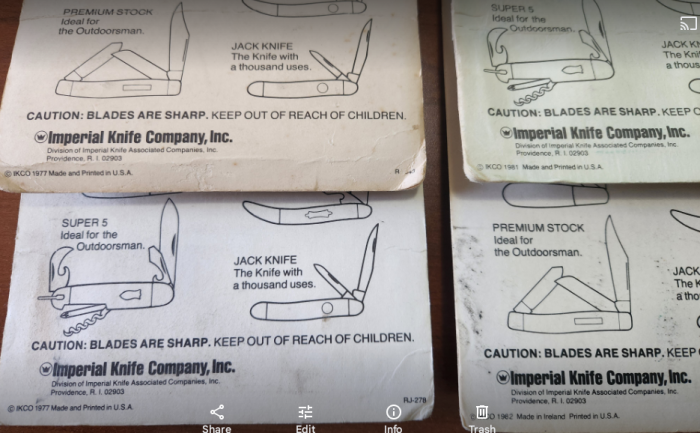 PREMIUM STOCK
Ideal for
the Outdoorsman.
JACK KNIFE
The Knife with
a thousand uses.
CAUTION: BLADES ARE SHARP. KEEP OUT OF REACH OF CHILDREN.
Imperial Knife Company, Inc.
Division of Imperial Knife Associated Companies, Inc.
Providence, R. I. 02903
© IKCO 1977 Made and Printed in U.S.A.
SUPER 5
Ideal for the
Outdoorsman.
JACK
The Kni
a thous
CAUTION: BLADES ARE SHARP. KEEP O
Imperial Knife Company, Inc.
Division of Imperial Knife Associated Companies, Inc.
Providence, R. I. 02903
© IKCO 1981 Made and Printed in U.S.A.
SUPER 5
Ideal for the
Outdoorsman.
JACK KNIFE
The Knife with
a thousand uses.
CAUTION: BLADES ARE SHARP. KEEP OUT OF REACH OF CHILDREN.
Imperial Knife Company, Inc.
Division of Imperial Knife Associated Companies, Inc.
Providence, R. I. 02903
© IKCO 1977 Made and Printed in U.S.A.
RJ-278
PREMIUM STOCK
Ideal for
the Outdoorsman.
JACK
The K
a tho
CAUTION: BLADES ARE SHARP. KEEP
Imperial Knife Company, Inc.
Division of Imperial Knife Associated Companies, Inc.
Providence, R. I. 02903
1982 Made in Ireland Printed in U.S.A.
Share
Edit
Info
Trash